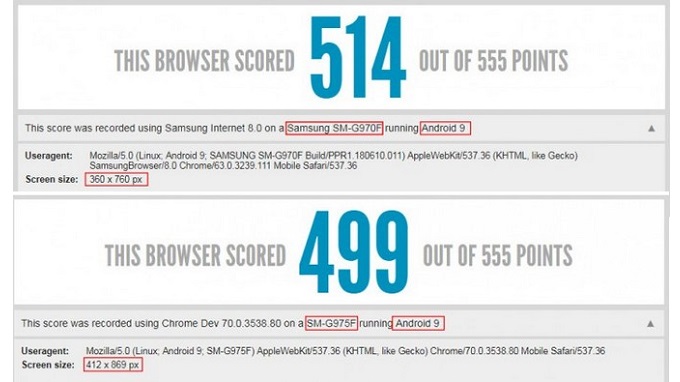 THIS BROWSER SCORED 514 OUT OF 555 POINTS
This score was recorded using Samsung Internet 8.0 on a Samsung SM-G970F running Android 9
Useragent: Mozilla/5.0 (Linux; Android 9; SAMSUNG SM-G970F Build/PPR1.180610.011) AppleWebKit/537.36 (KHTML, like Gecko)
SamsungBrowser/8.0 Chrome/63.0.3239.111 Mobile Safari/537.36
Screen size: 360 x 760 px
THIS BROWSER SCORED 499 OUT OF 555 POINTS
This score was recorded using Chrome Dev 70.0.3538.80 on a SM-G975F running Android 9
Useragent: Mozilla/5.0 (Linux; Android 9; SM-G975F) AppleWebKit/537.36 (KHTML, like Gecko) Chrome/70.0.3538.80 Mobile Safari/537.36
Screen size: 412 x 869 px